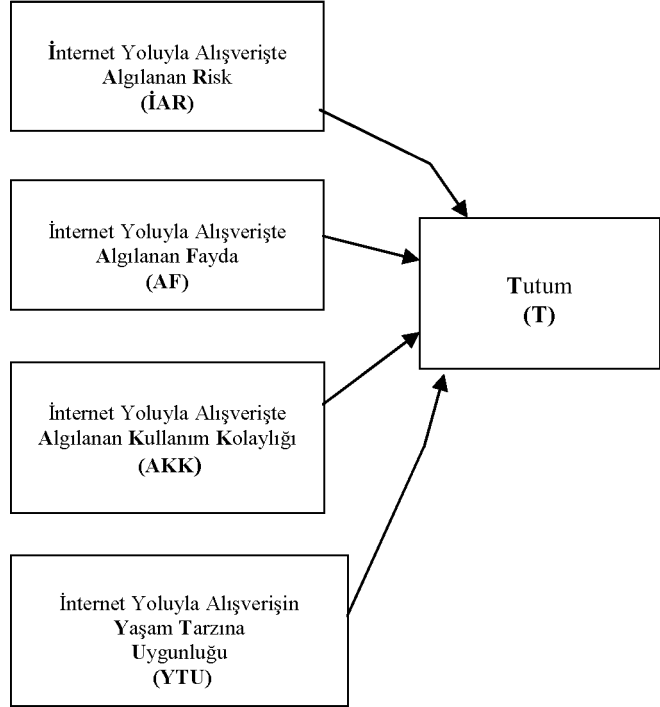 İnternet Yoluyla Alışverişte
Algılanan Risk
(İAR)
İnternet Yoluyla Alışverişte
Algılanan Fayda
(AF)
Tutum
(T)
İnternet Yoluyla Alışverişte
Algılanan Kullanım Kolaylığı
(AKK)
İnternet Yoluyla Alışverişin
Yaşam Tarzına
Uygunluğu
(YTU)